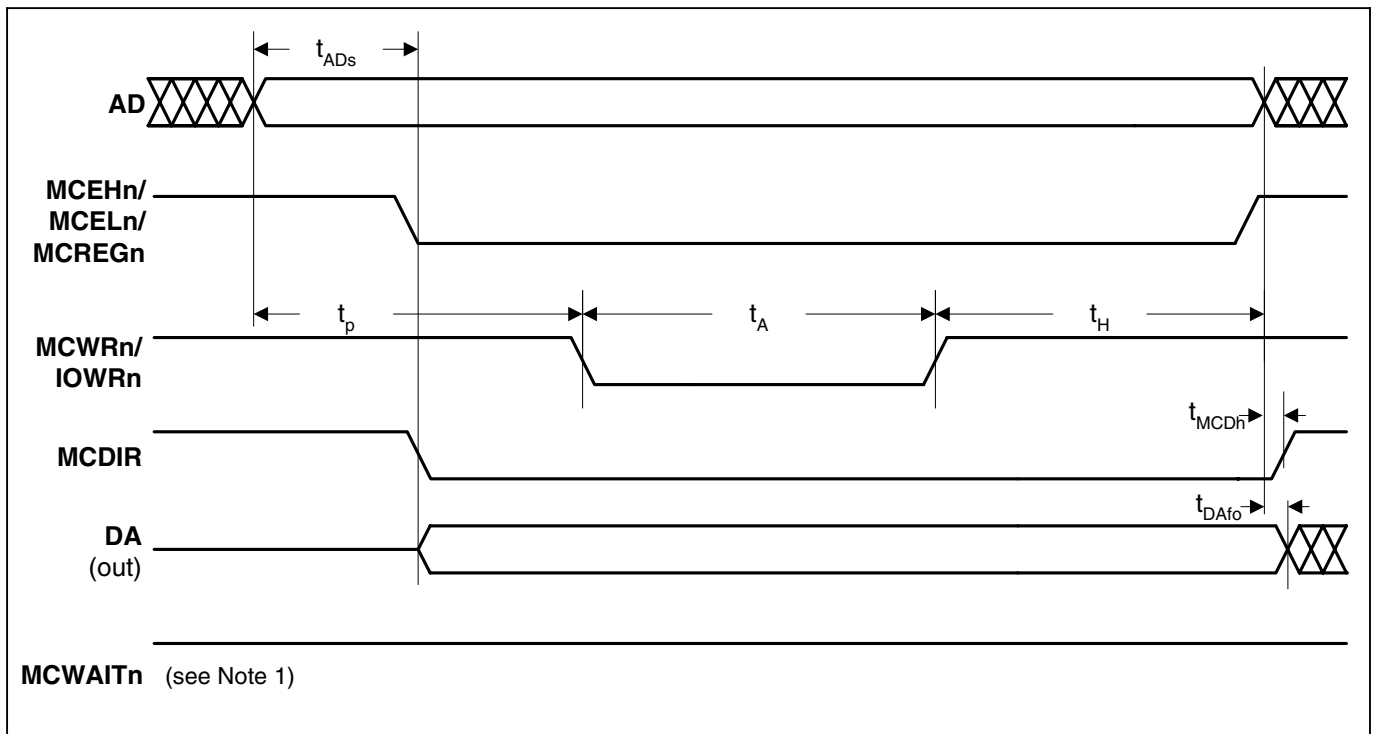 tADs
AD
MCEHn/
MCELn/
MCREGn
tp
tA
tH
MCWRn/
IOWRn
tMCDh
MCDIR
tDAfo
DA
(out)
MCWAITn (see Note 1)